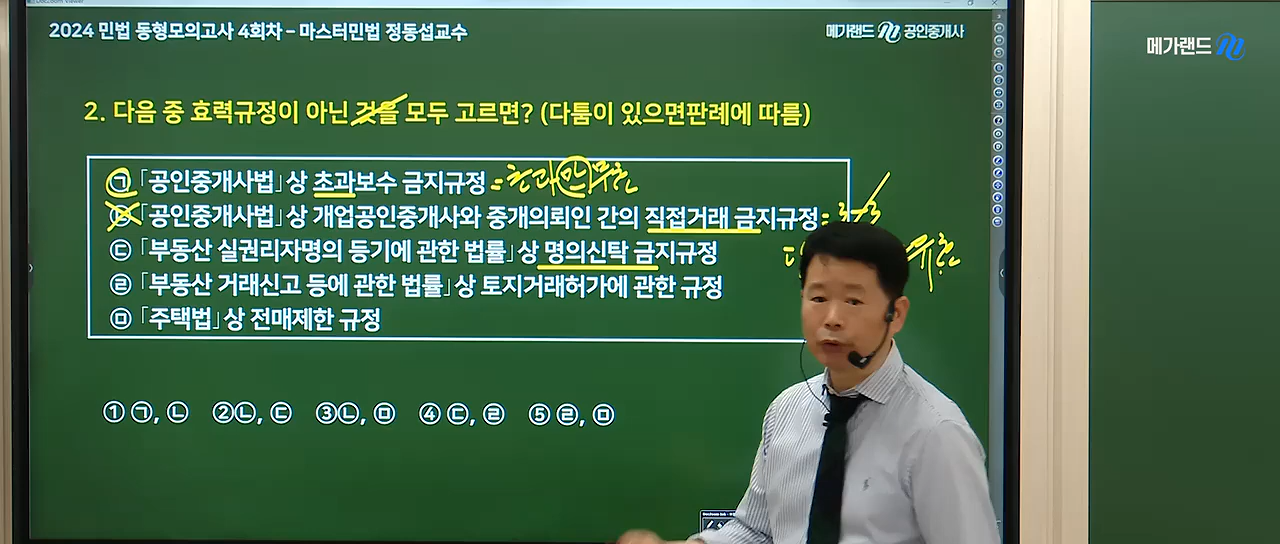 2024 민법 동형모의고사 4회차 – 마스터민법 정동섭교수
메가랜드 공인중개사
메가랜드
2. 다음 중 효력규정이 아닌 것을 모두 고르면? (다툼이 있으면판례에 따름)
㉠ 「공인중개사법」상 초과보수 금지규정 = 초과만 무효
㉡ 「공인중개사법」상 개업공인중개사와 중개의뢰인 간의 직접거래 금지규정
㉢ 「부동산 실권리자명의 등기에 관한 법률」상 명의신탁 금지규정
유효
㉣ 「부동산 거래신고 등에 관한 법률」상 토지거래허가에 관한 규정
㉤ 「주택법」상 전매제한 규정
① ㉠, ㉡ ② ㉡, ㉢ ③ ㉡, ㉤ ④ ㉢, ㉣ ⑤ ㉣, ㉤